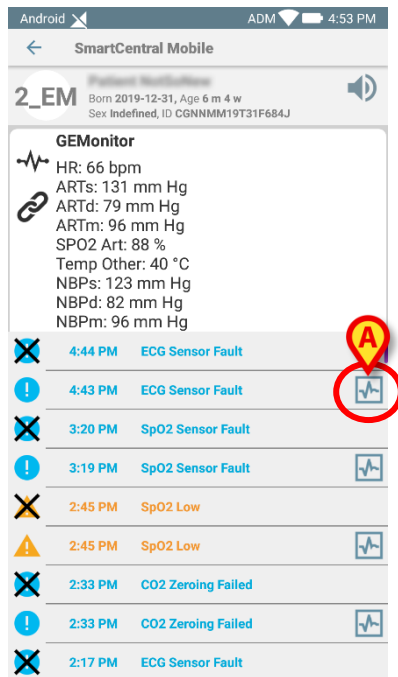 Android ADM 4:53 PM
SmartCentral Mobile
2_EM
Born 2019-12-31, Age 6 m 4 w
Sex Indefined, ID CGNNMM19T31F684J
GEMonitor
HR: 66 bpm
ARTs: 131 mm Hg
ARTd: 79 mm Hg
ARTm: 96 mm Hg
SPO2 Art: 88 %
Temp Other: 40 °C
NBPs: 123 mm Hg
NBPd: 82 mm Hg
NBPm: 96 mm Hg
A
4:44 PM ECG Sensor Fault
4:43 PM ECG Sensor Fault
3:20 PM SpO2 Sensor Fault
3:19 PM SpO2 Sensor Fault
2:45 PM SpO2 Low
2:45 PM SpO2 Low
2:33 PM CO2 Zeroing Failed
2:33 PM CO2 Zeroing Failed
2:17 PM ECG Sensor Fault